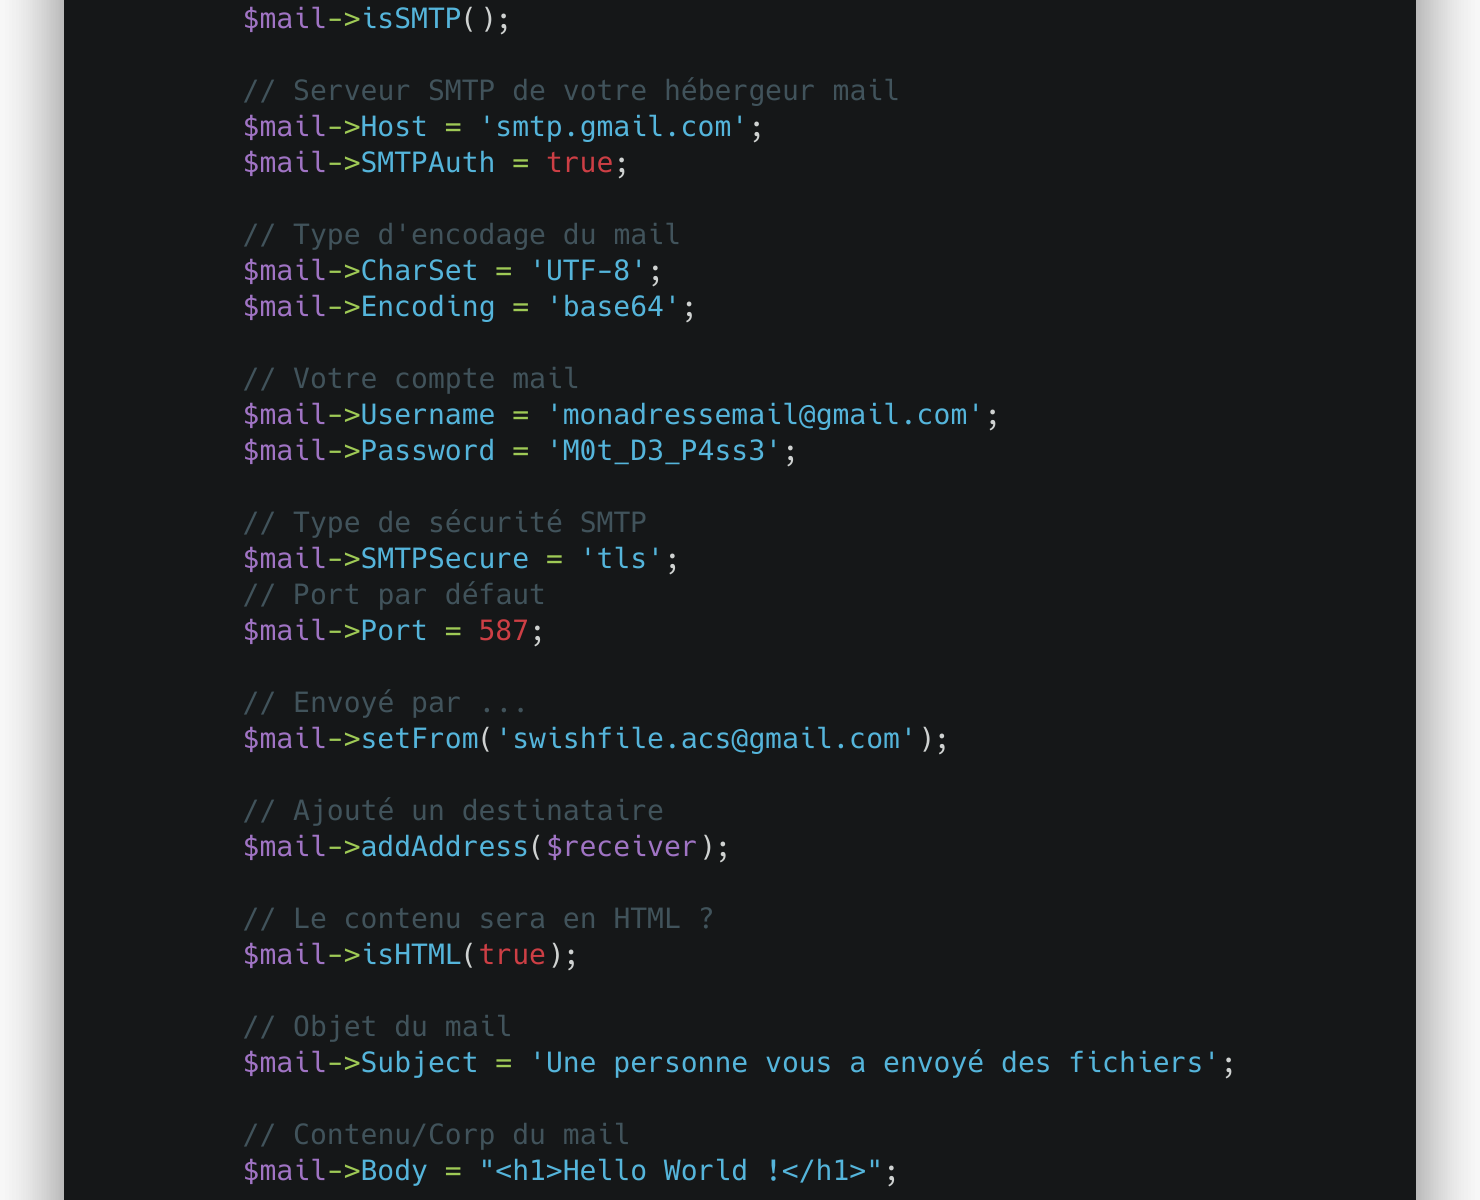 $mail->isSMTP();
// Serveur SMTP de votre hébergeur mail
$mail->Host = 'smtp.gmail.com';
$mail->SMTPAuth = true;
// Type d'encodage du mail
$mail->CharSet = 'UTF-8';
$mail->Encoding = 'base64';
// Votre compte mail
$mail->Username = 'monadressemail@gmail.com';
$mail->Password = 'M0t_D3_P4ss3';
// Type de sécurité SMTP
$mail->SMTPSecure = 'tls';
// Port par défaut
$mail->Port = 587;
// Envoyé par ...
$mail->setFrom('swishfile.acs@gmail.com');
// Ajouté un destinataire
$mail->addAddress($receiver);
// Le contenu sera en HTML ?
$mail->isHTML(true);
// Objet du mail
$mail->Subject = 'Une personne vous a envoyé des fichiers';
// Contenu/Corp du mail
$mail->Body = "<h1>Hello World !</h1>";